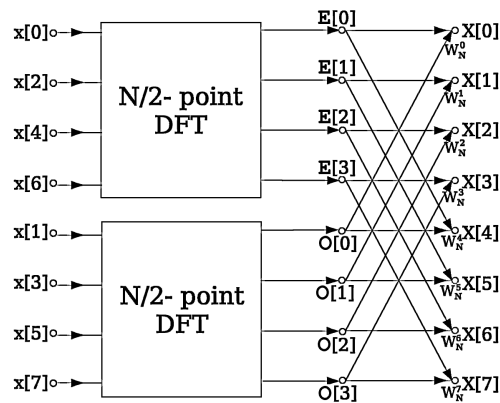 x[0]
x[2]
x[4]
x[6]
N/2- point
DFT
x[1]
x[3]
x[5]
x[7]
N/2- point
DFT
E[0]
E[1]
E[2]
E[3]
O[0]
O[1]
O[2]
O[3]
X[0]
W_N^0
X[1]
W_N^1
X[2]
W_N^2
X[3]
W_N^3
X[4]
W_N^4
X[5]
W_N^5
X[6]
W_N^6
X[7]
W_N^7